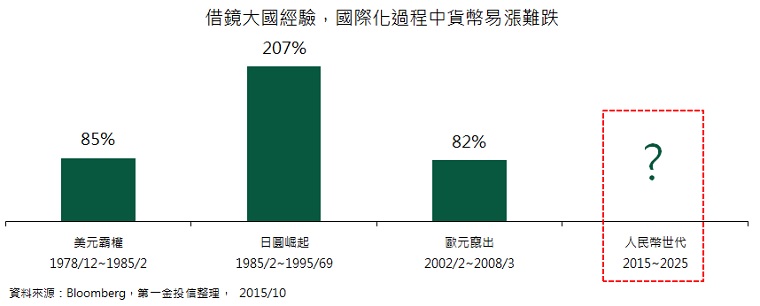 借鏡大國經驗，國際化過程中貨幣易漲難跌
85%
207%
82%
?
美元霸權
1978/12~1985/2
日圓崛起
1985/2~1995/69
歐元竄出
2002/2~2008/3
人民幣世代
2015~2025
資料來源：Bloomberg，第一金投信整理， 2015/10